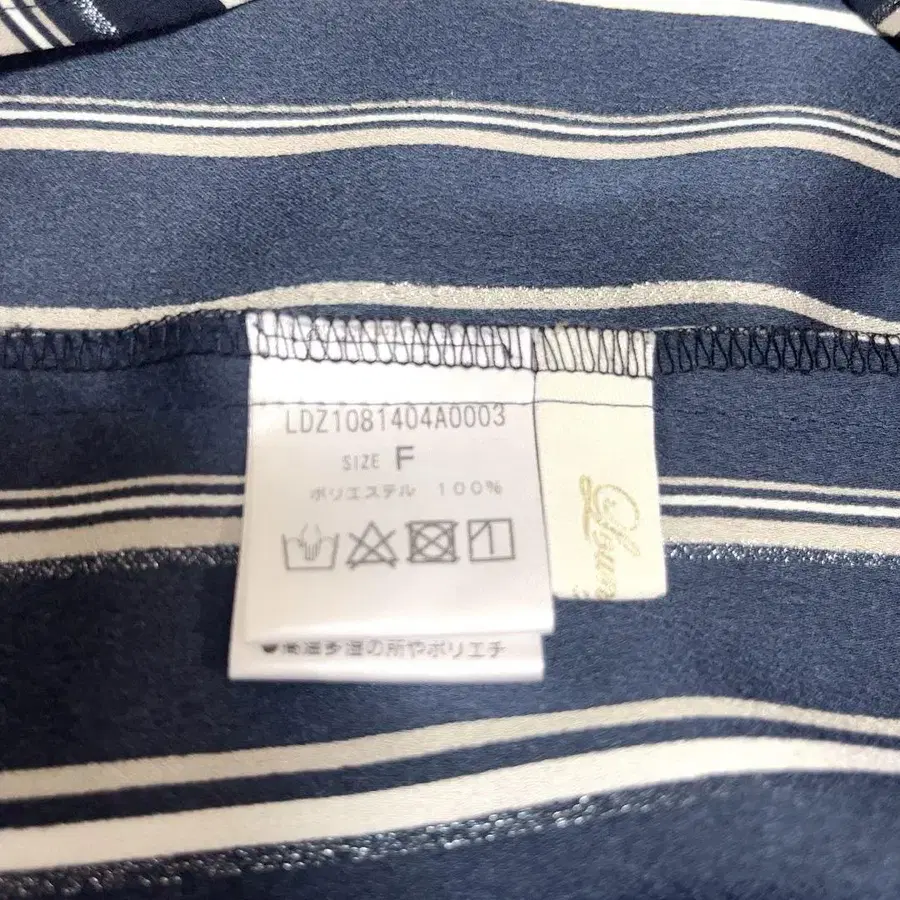 LDZ1081404A0003
SIZE F
ポリエステル 100%
●高温多湿の所やポリエチ